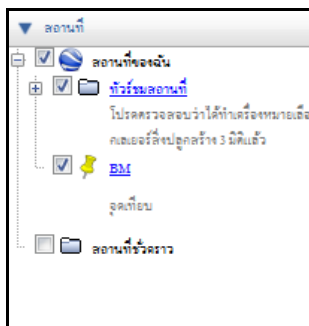 สถานที่
สถานที่ของฉัน
ทัวร์ชมสถานที่
โปรดตรวจสอบว่าได้ทำเครื่องหมายเลือ
กเลเยอร์สิ่งปลูกสร้าง 3 มิติแล้ว
BM
จุดเทียบ
สถานที่ชั่วคราว